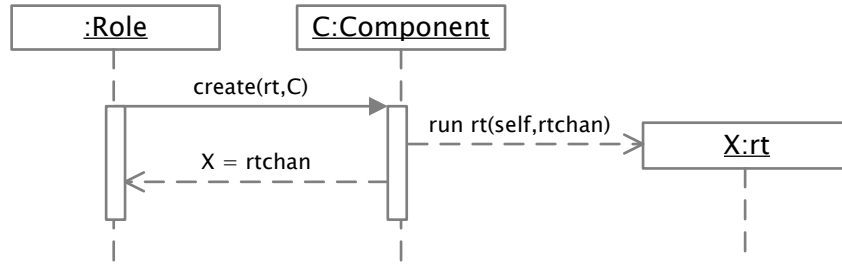 :Role
C:Component
create(rt,C)
run rt(self,rtchan)
X:rt
X = rtchan